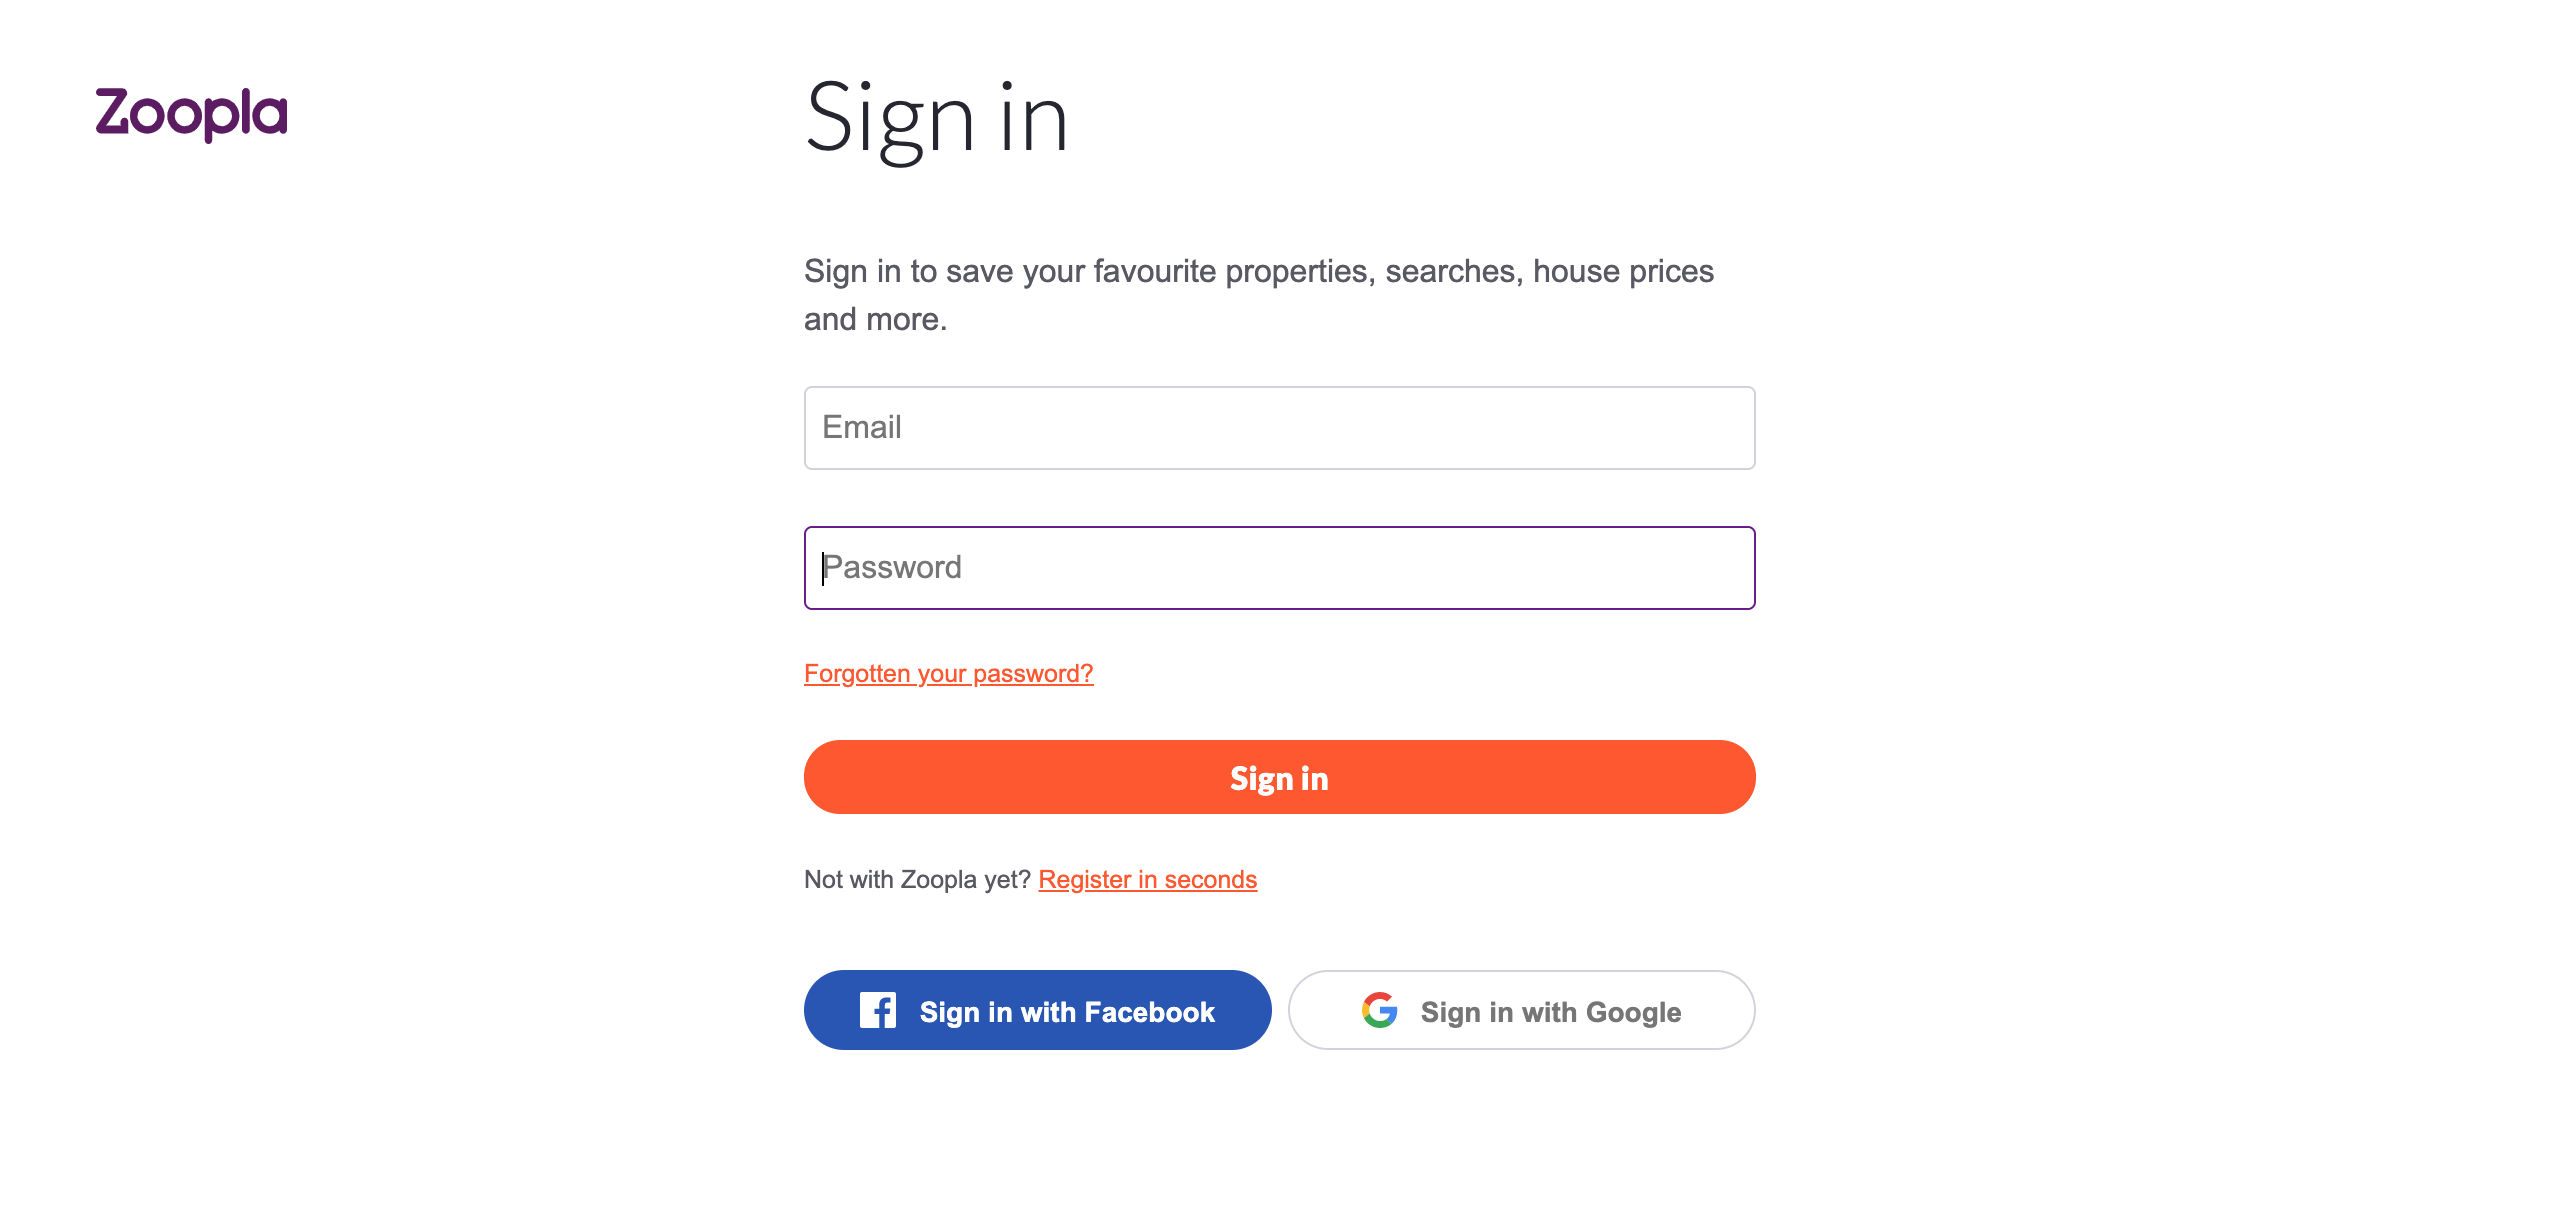 Zoopla
Sign in
Sign in to save your favourite properties, searches, house prices
and more.
Email
Password
Forgotten your password?
Sign in
Not with Zoopla yet? Register in seconds
Sign in with Facebook
Sign in with Google